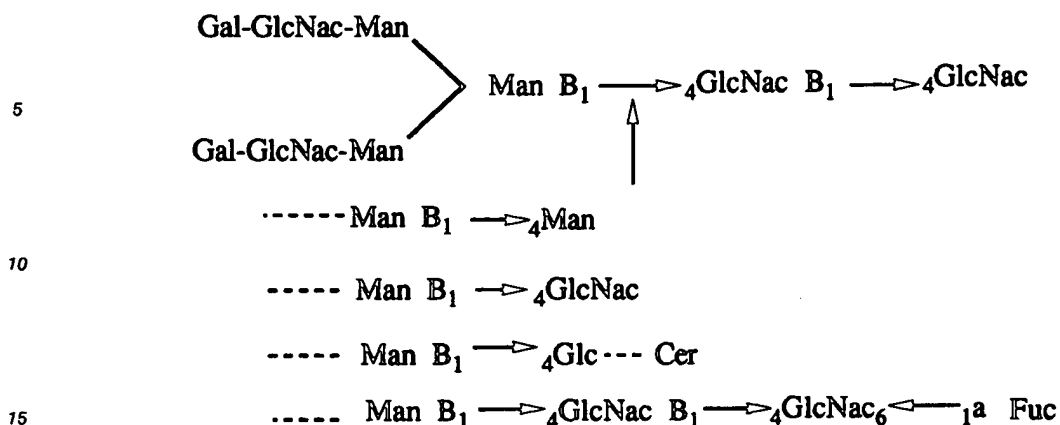 Gal-GlcNac-Man
Man B1 → 4GlcNac B1 → 4GlcNac
5
Gal-GlcNac-Man
----- Man B1 → 4Man
10
----- Man B1 → 4GlcNac
----- Man B1 → 4Glc --- Cer
15
---- Man B1 → 4GlcNac B1 → 4GlcNac6 ← 1a Fuc